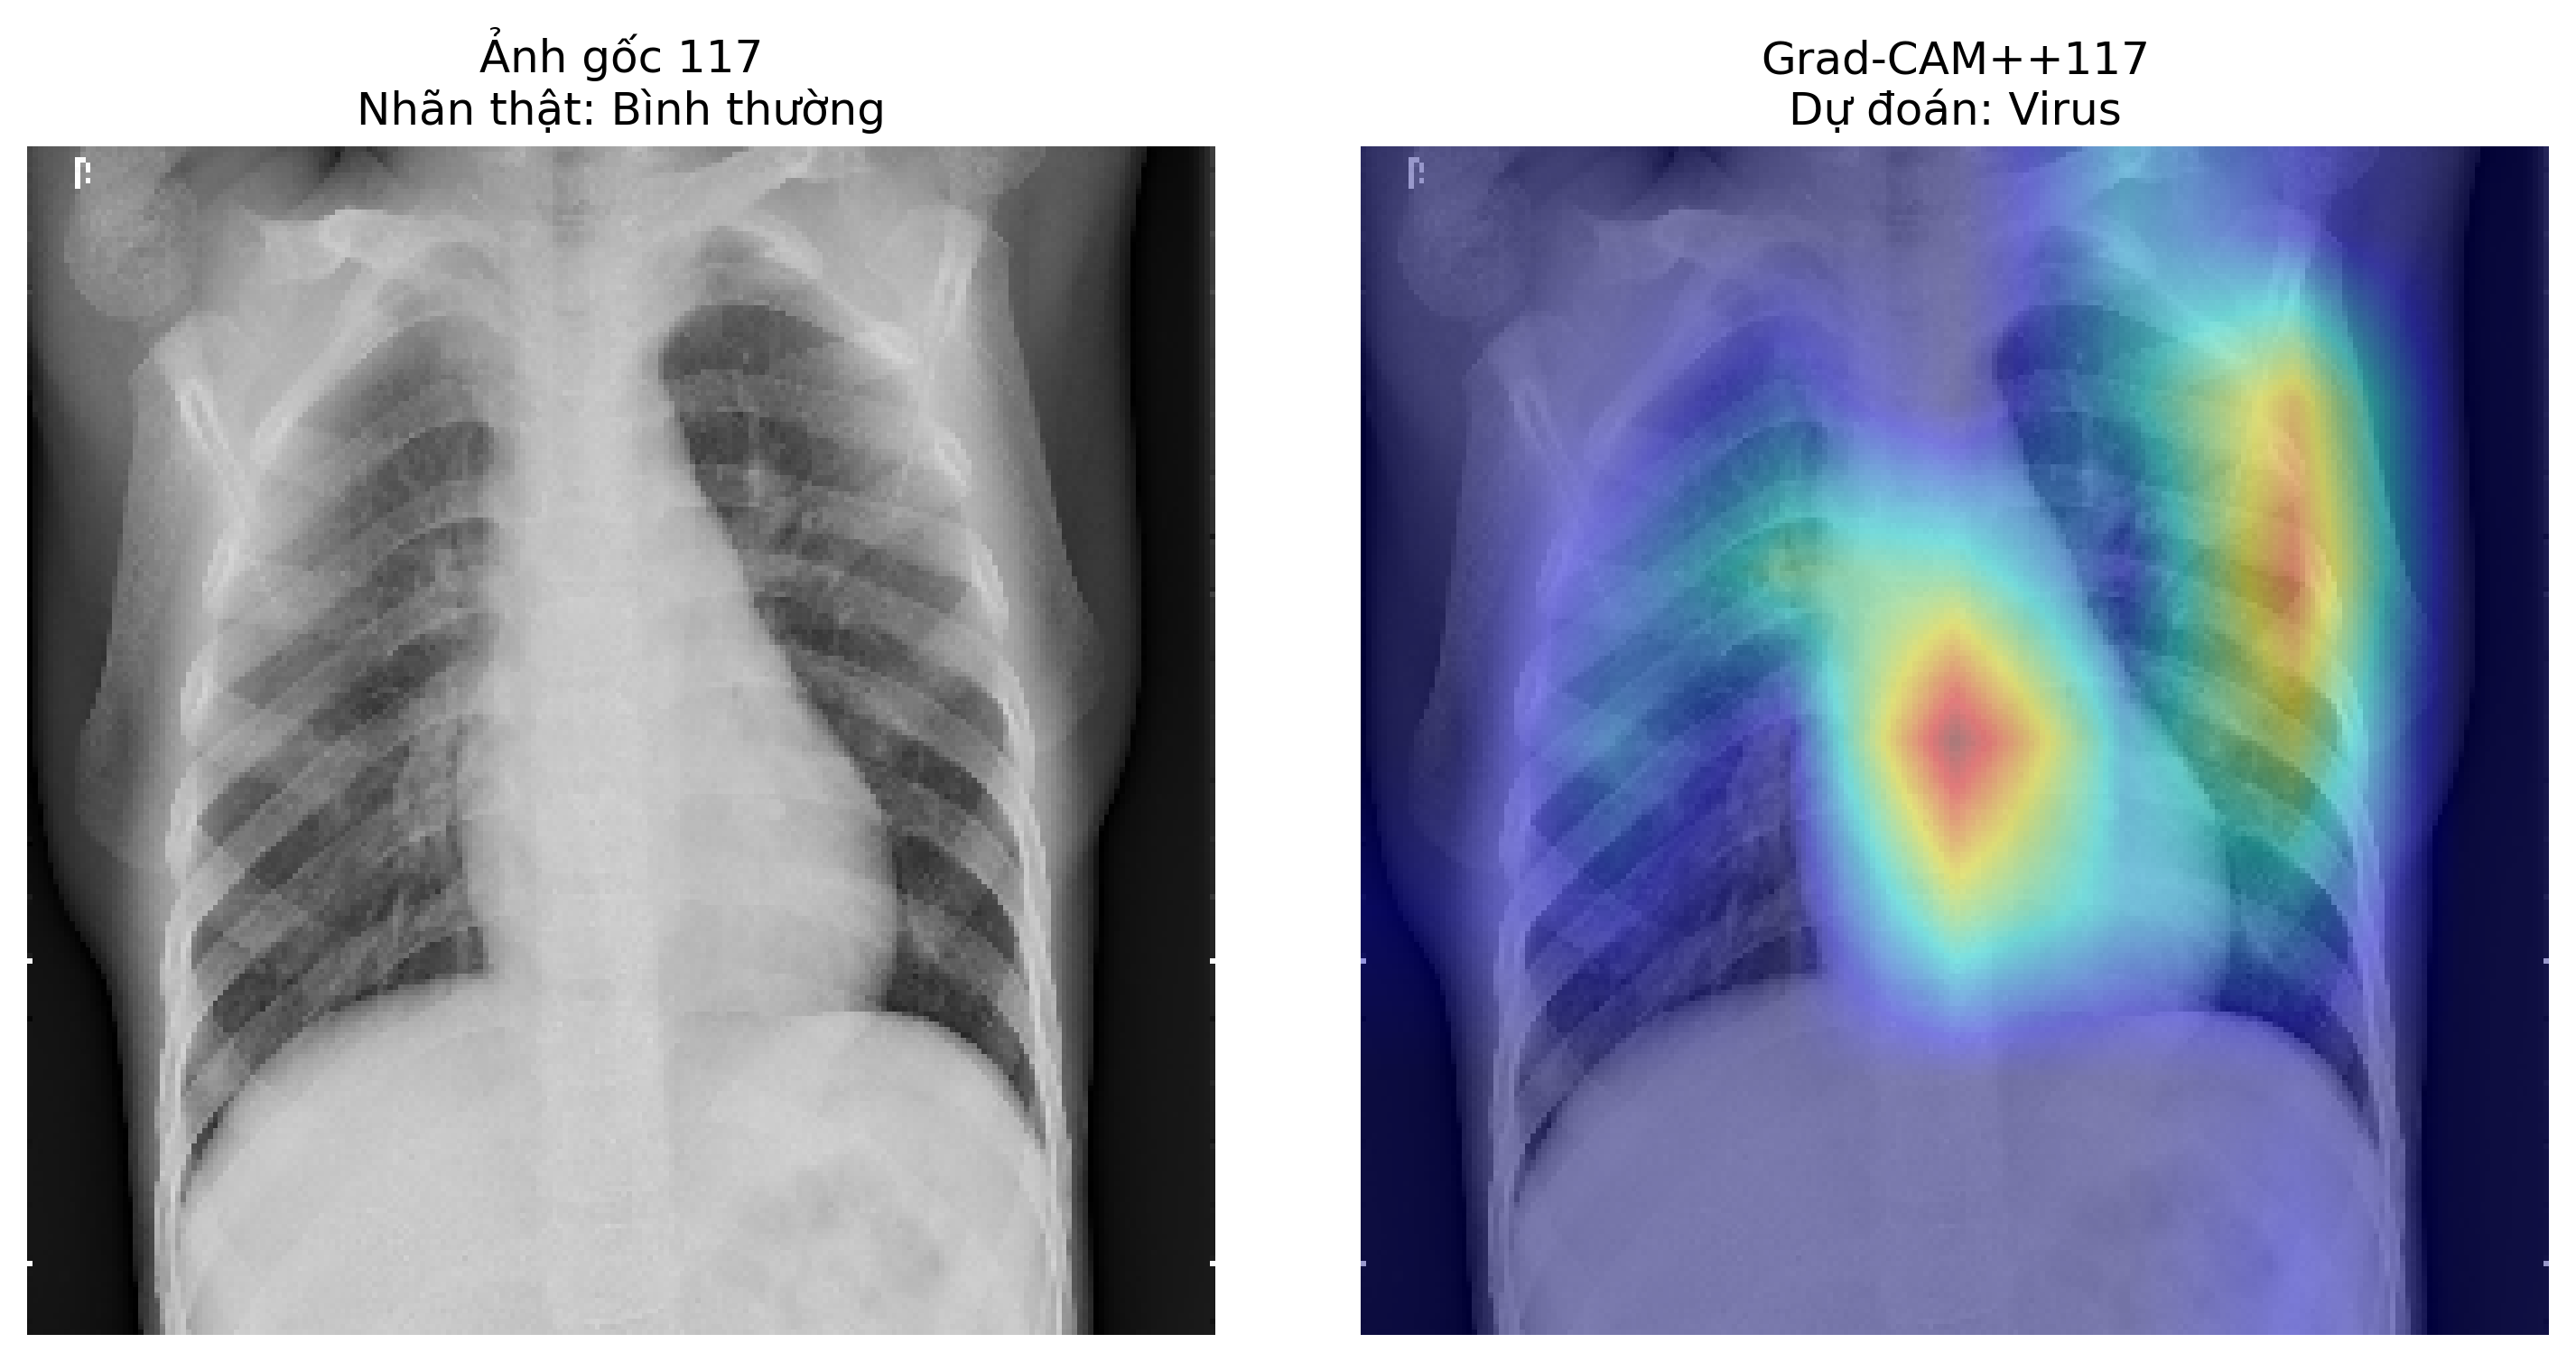 Ảnh gốc 117
Nhãn thật: Bình thường
Grad-CAM++117
Dự đoán: Virus